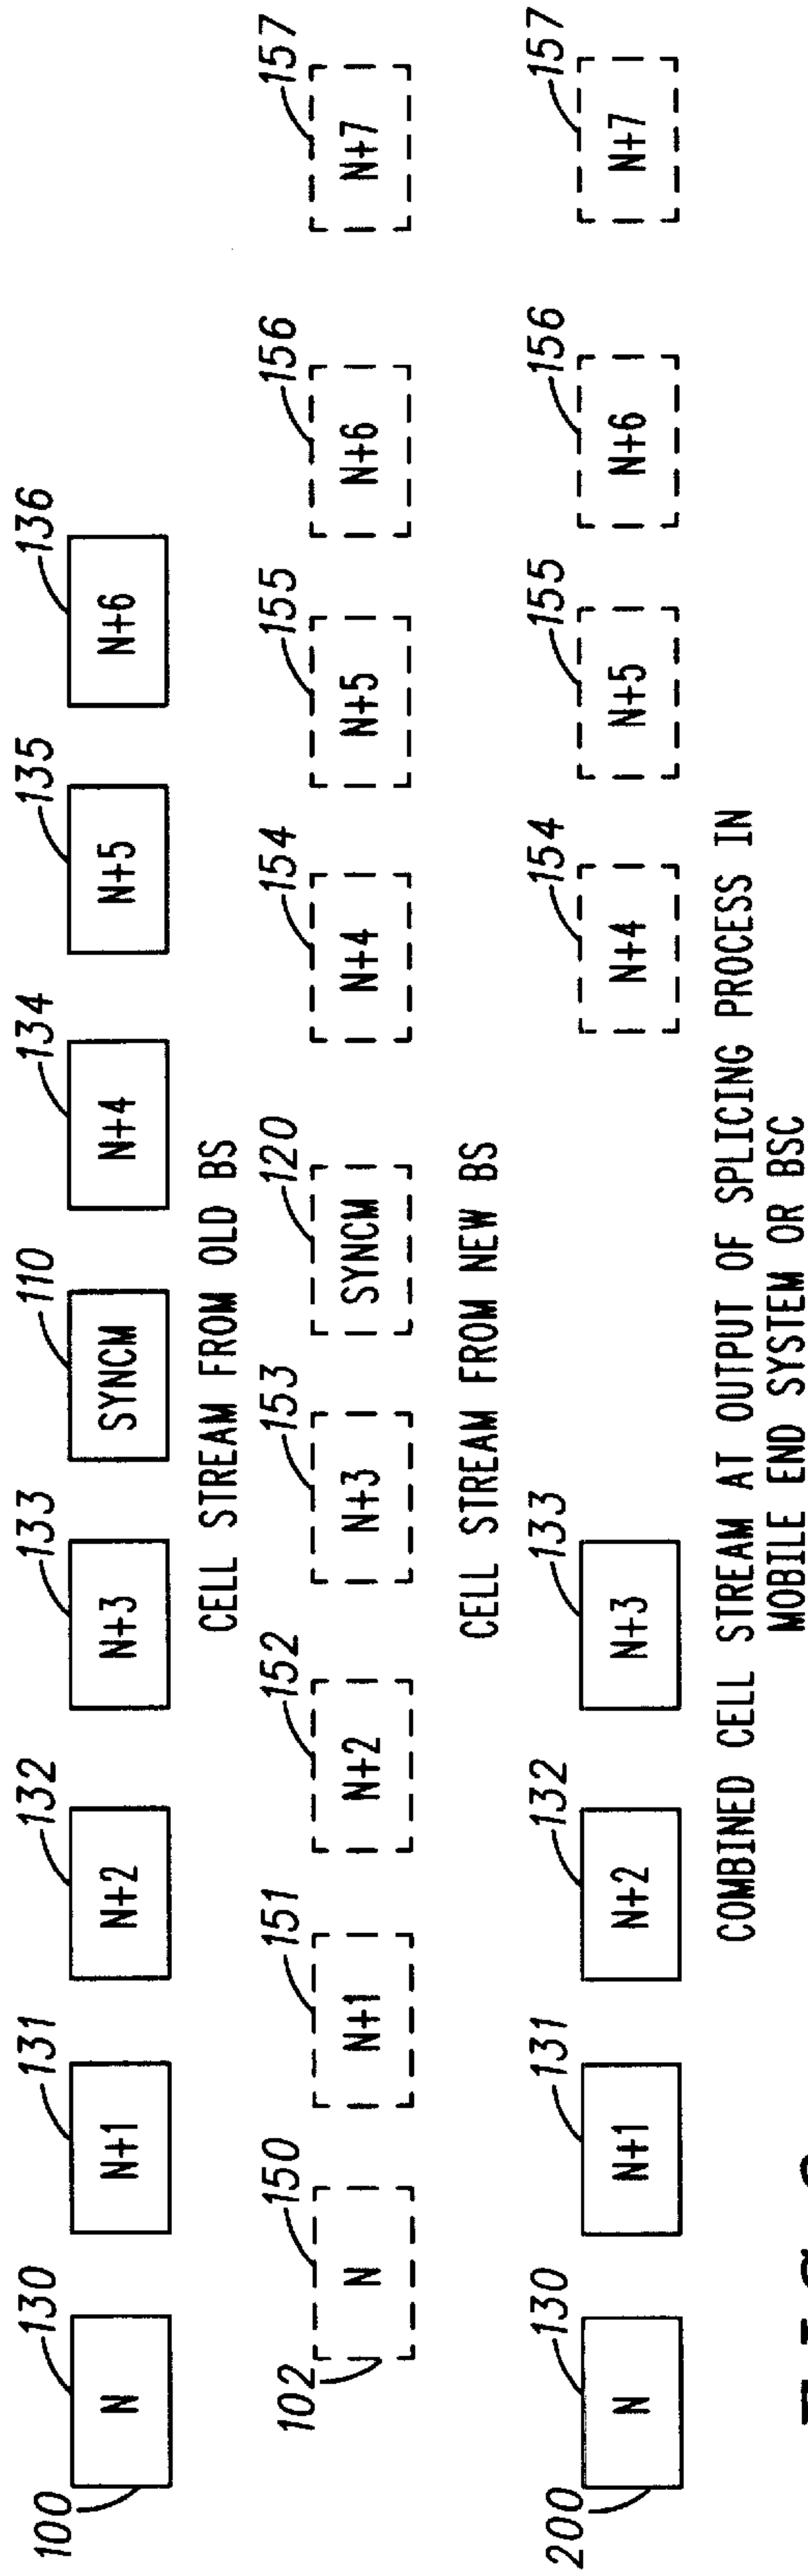 130 131 132 133 110 134 135 136
100 N N+1 N+2 N+3 SYNCM N+4 N+5 N+6
CELL STREAM FROM OLD BS
150 151 152 153 120 154 155 156 157
102 N N+1 N+2 N+3 SYNCM N+4 N+5 N+6 N+7
CELL STREAM FROM NEW BS
130 131 132 133 154 155 156 157
200 N N+1 N+2 N+3 N+4 N+5 N+6 N+7
COMBINED CELL STREAM AT OUTPUT OF SPLICING PROCESS IN
MOBILE END SYSTEM OR BSC